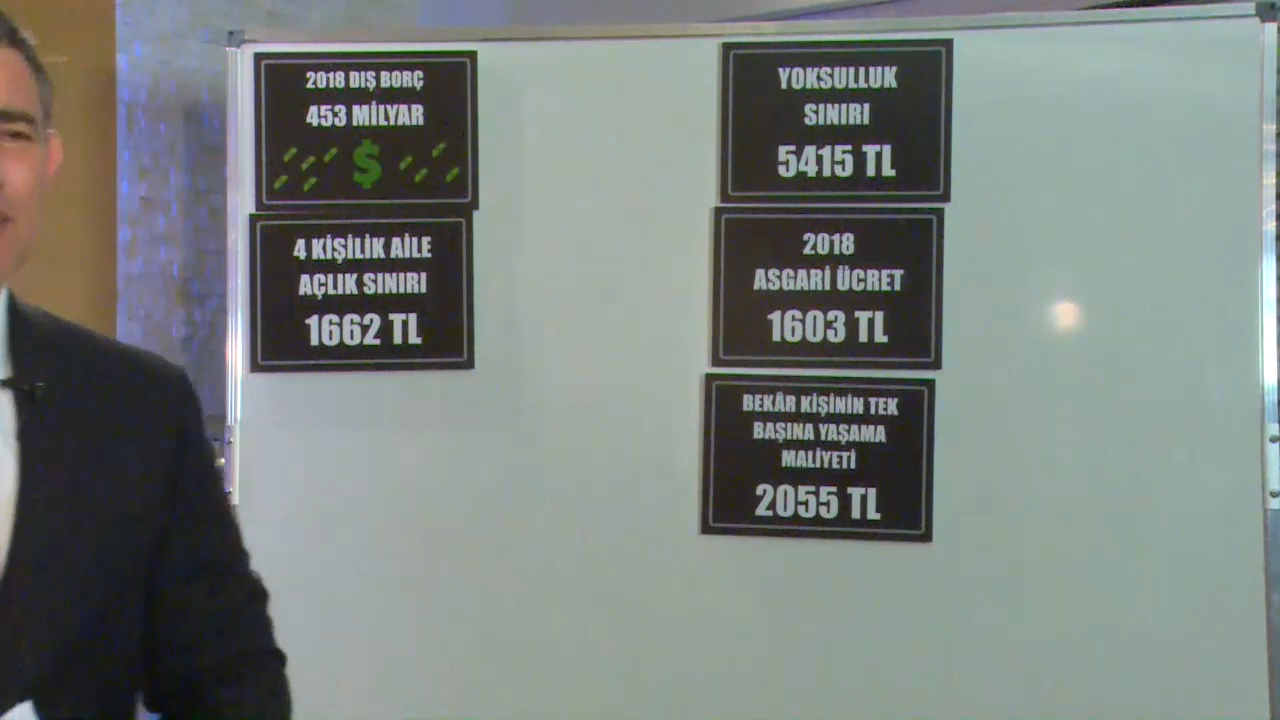 2018 DIŞ BORÇ
453 MİLYAR
$
4 KİŞİLİK AİLE
AÇLIK SINIRI
1662 TL
YOKSULLUK
SINIRI
5415 TL
2018
ASGARİ ÜCRET
1603 TL
BEKÂR KİŞİNİN TEK
BAŞINA YAŞAMA
MALİYETİ
2055 TL